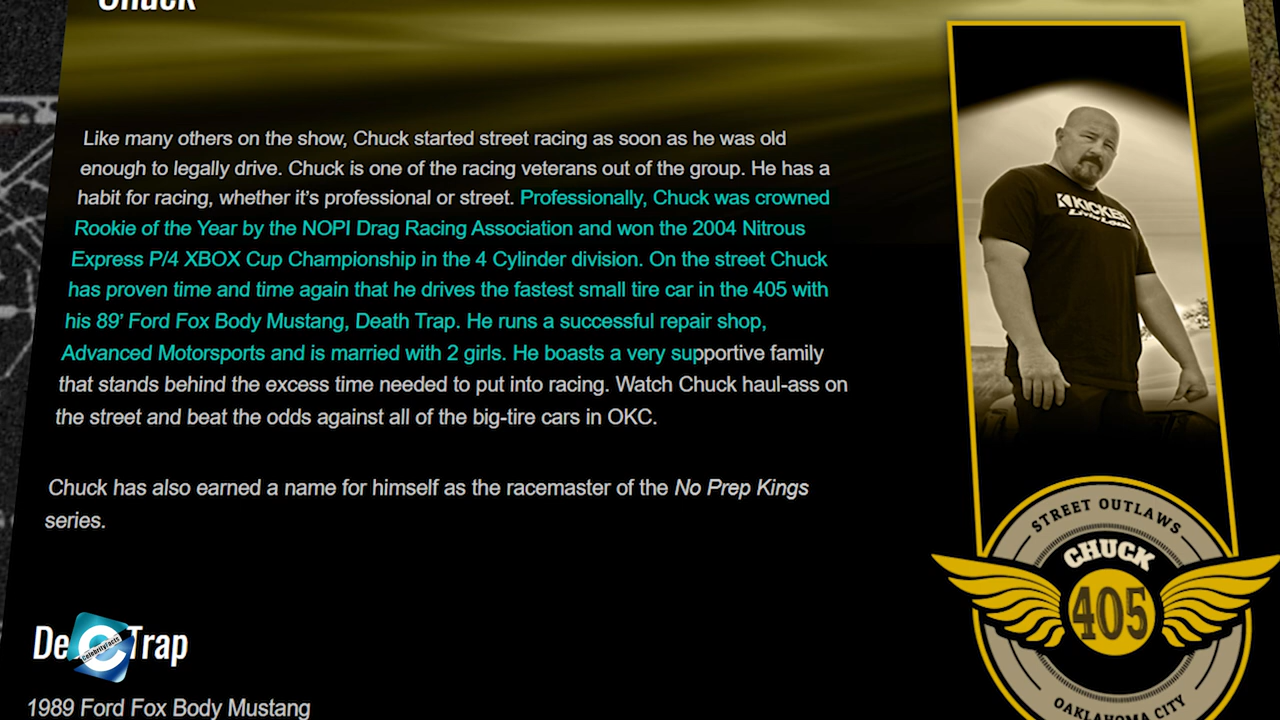 Chuck
Like many others on the show, Chuck started street racing as soon as he was old
enough to legally drive. Chuck is one of the racing veterans out of the group. He has a
habit for racing, whether it's professional or street. Professionally, Chuck was crowned
Rookie of the Year by the NOPI Drag Racing Association and won the 2004 Nitrous
Express P/4 XBOX Cup Championship in the 4 Cylinder division. On the street Chuck
has proven time and time again that he drives the fastest small tire car in the 405 with
his 89' Ford Fox Body Mustang, Death Trap. He runs a successful repair shop,
Advanced Motorsports and is married with 2 girls. He boasts a very supportive family
that stands behind the excess time needed to put into racing. Watch Chuck haul-ass on
the street and beat the odds against all of the big-tire cars in OKC.
Chuck has also earned a name for himself as the racemaster of the No Prep Kings
series.
De Trap
CelebrityFacts
1989 Ford Fox Body Mustang
KICKER
Livin' Loud
STREET OUTLAWS
CHUCK
405
OAKLAHOMA CITY